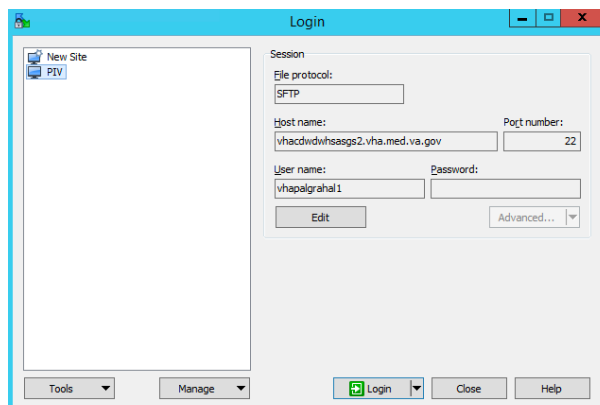 Login
New Site
PIV
Session
File protocol:
SFTP
Host name:
Port number:
vhacdwdwhsasgs2.vha.med.va.gov
22
User name:
Password:
vhapalgrahal1
Edit
Advanced...
Tools
Manage
Login
Close
Help